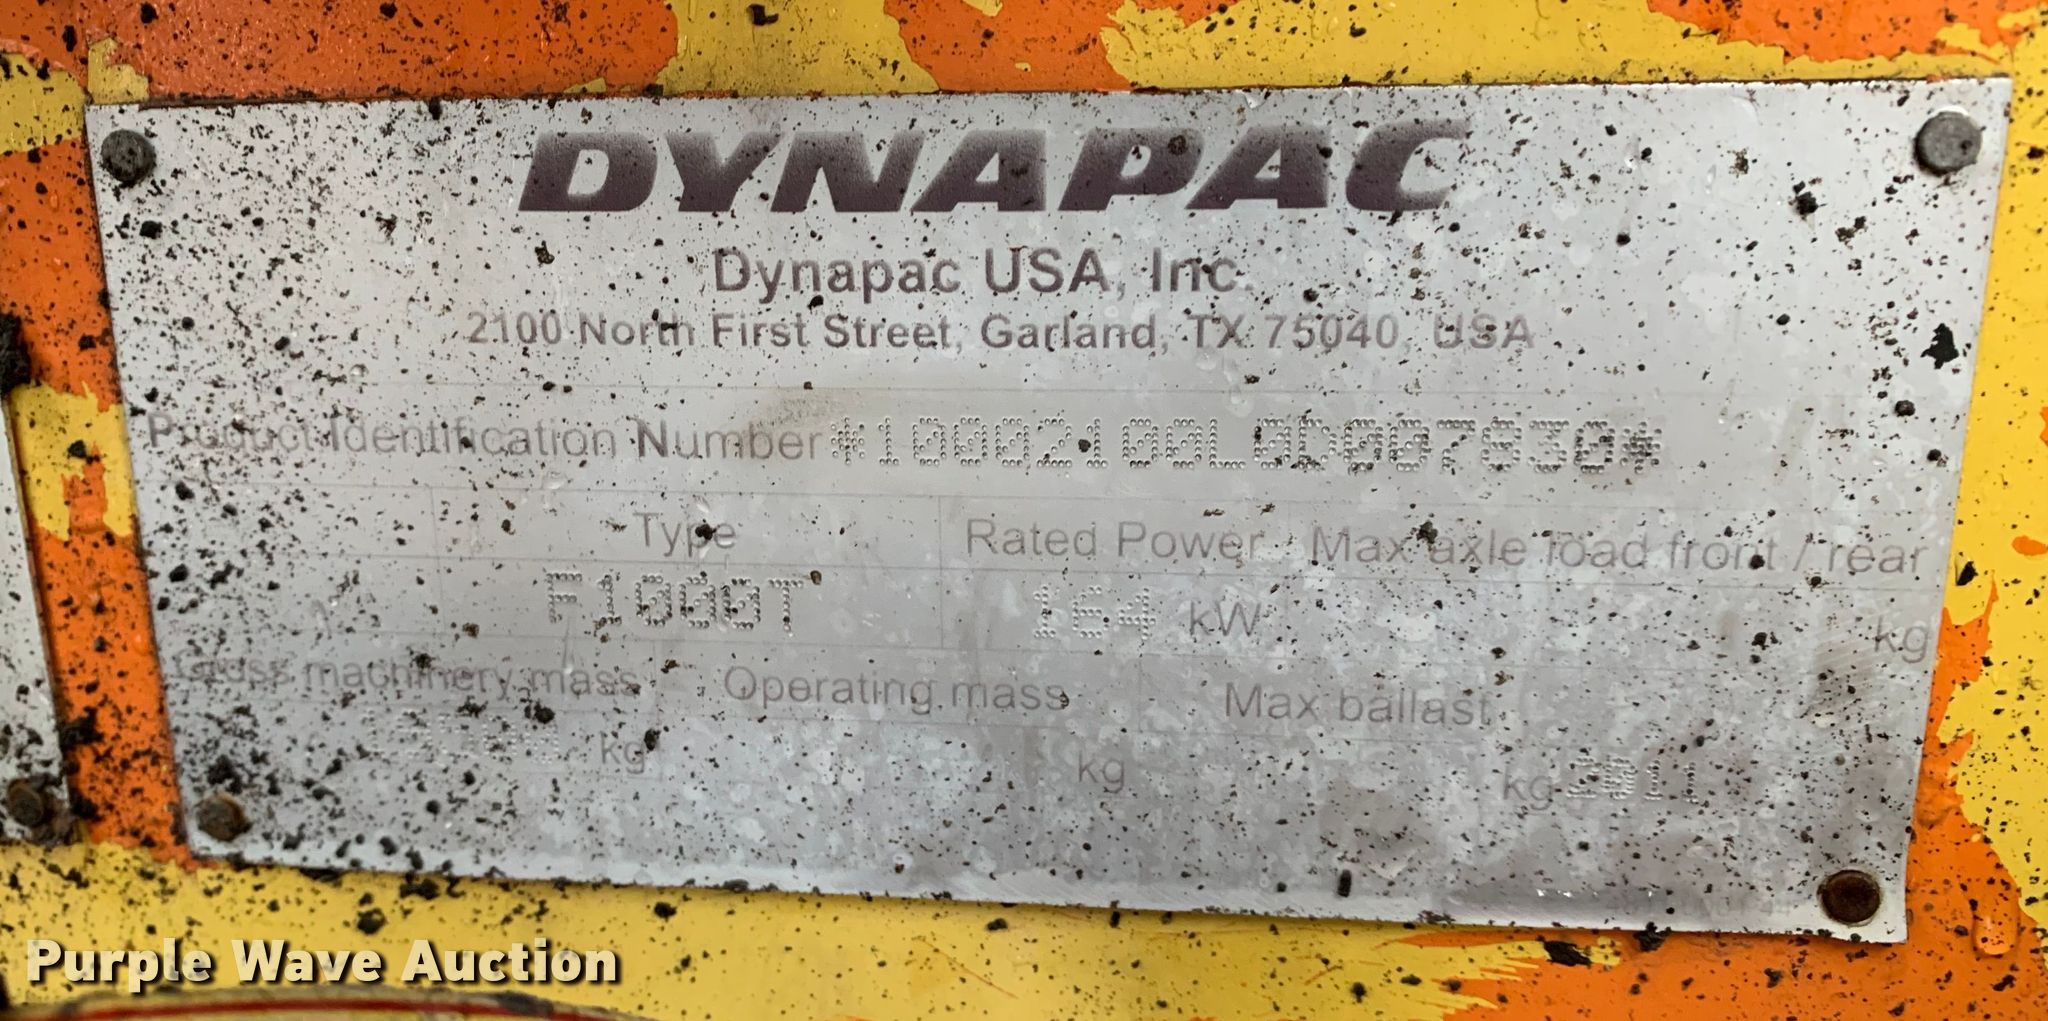 DYNAPAC
Dynapac USA, Inc.
2100 North First Street, Garland, TX 75040, USA
Product Identification Number *10002100L0D007030*
Type Rated Power Max axle load front / rear
F1000T 164 kW kg
Gross machinery mass Operating mass Max ballast
kg kg kg
Purple Wave Auction